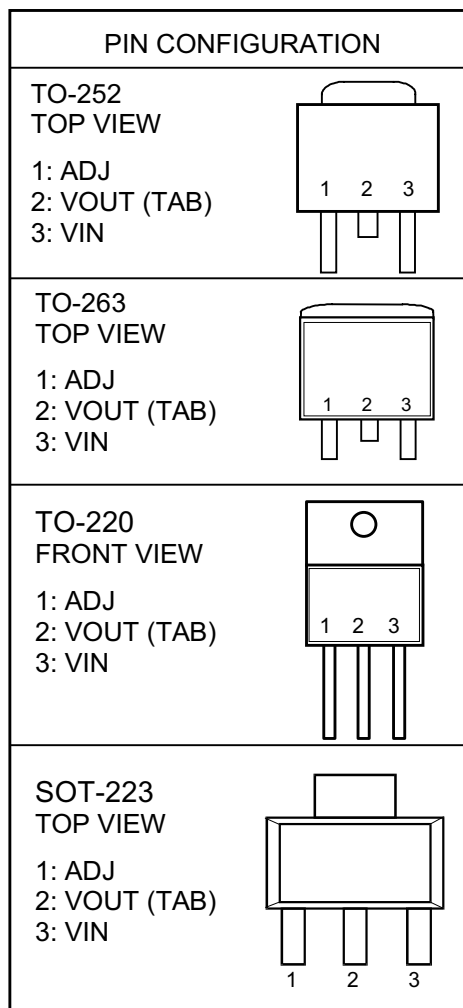 PIN CONFIGURATION
TO-252
TOP VIEW
1: ADJ
2: VOUT (TAB)
3: VIN
1 2 3
TO-263
TOP VIEW
1: ADJ
2: VOUT (TAB)
3: VIN
1 2 3
TO-220
FRONT VIEW
1: ADJ
2: VOUT (TAB)
3: VIN
1 2 3
SOT-223
TOP VIEW
1: ADJ
2: VOUT (TAB)
3: VIN
1 2 3